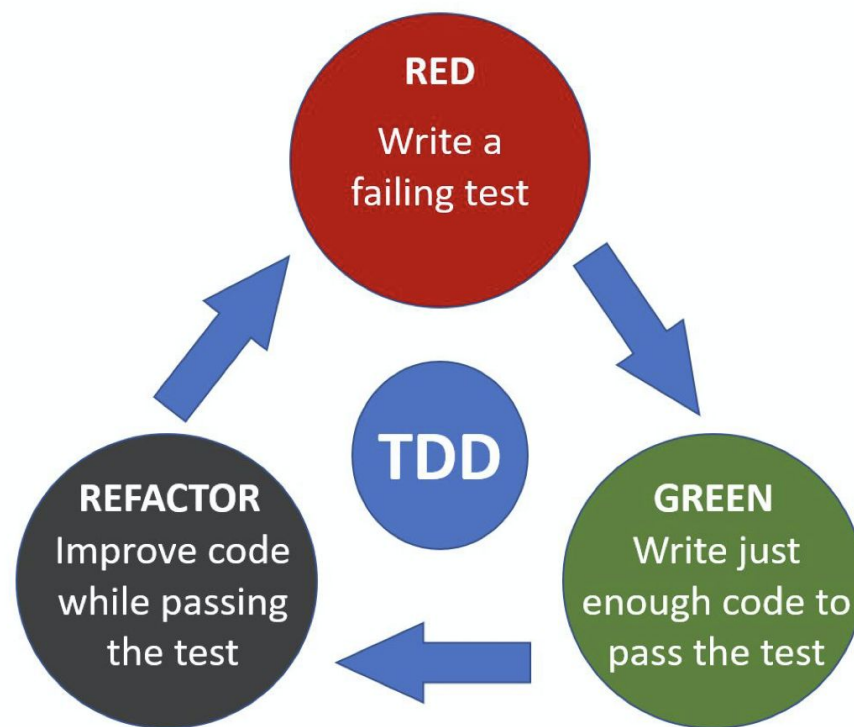 RED
Write a
failing test
TDD
REFACTOR
Improve code
while passing
the test
GREEN
Write just
enough code to
pass the test